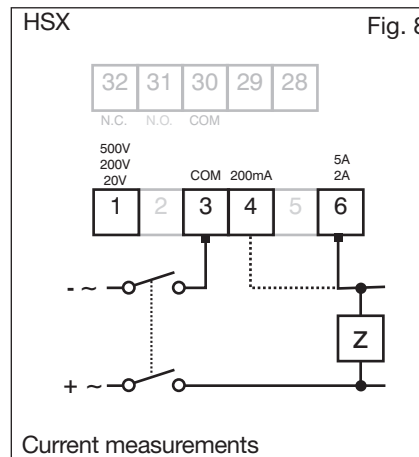 HSX Fig. 8
32 31 30 29 28
N.C. N.O. COM
500V
200V 5A
20V COM 200mA 2A
1 2 3 4 5 6
- ~
Z
+ ~
Current measurements